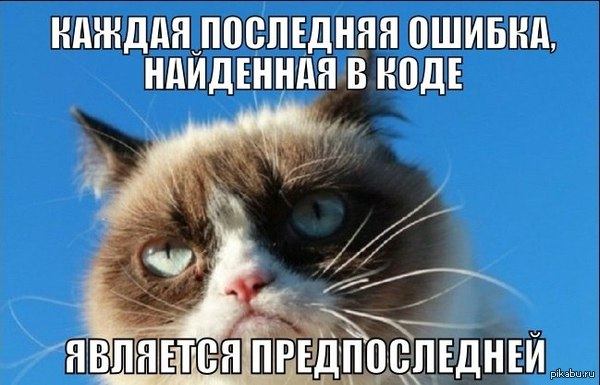 КАЖДАЯ ПОСЛЕДНЯЯ ОШИБКА,
НАЙДЕННАЯ В КОДЕ
ЯВЛЯЕТСЯ ПРЕДПОСЛЕДНЕЙ
pikabu.ru